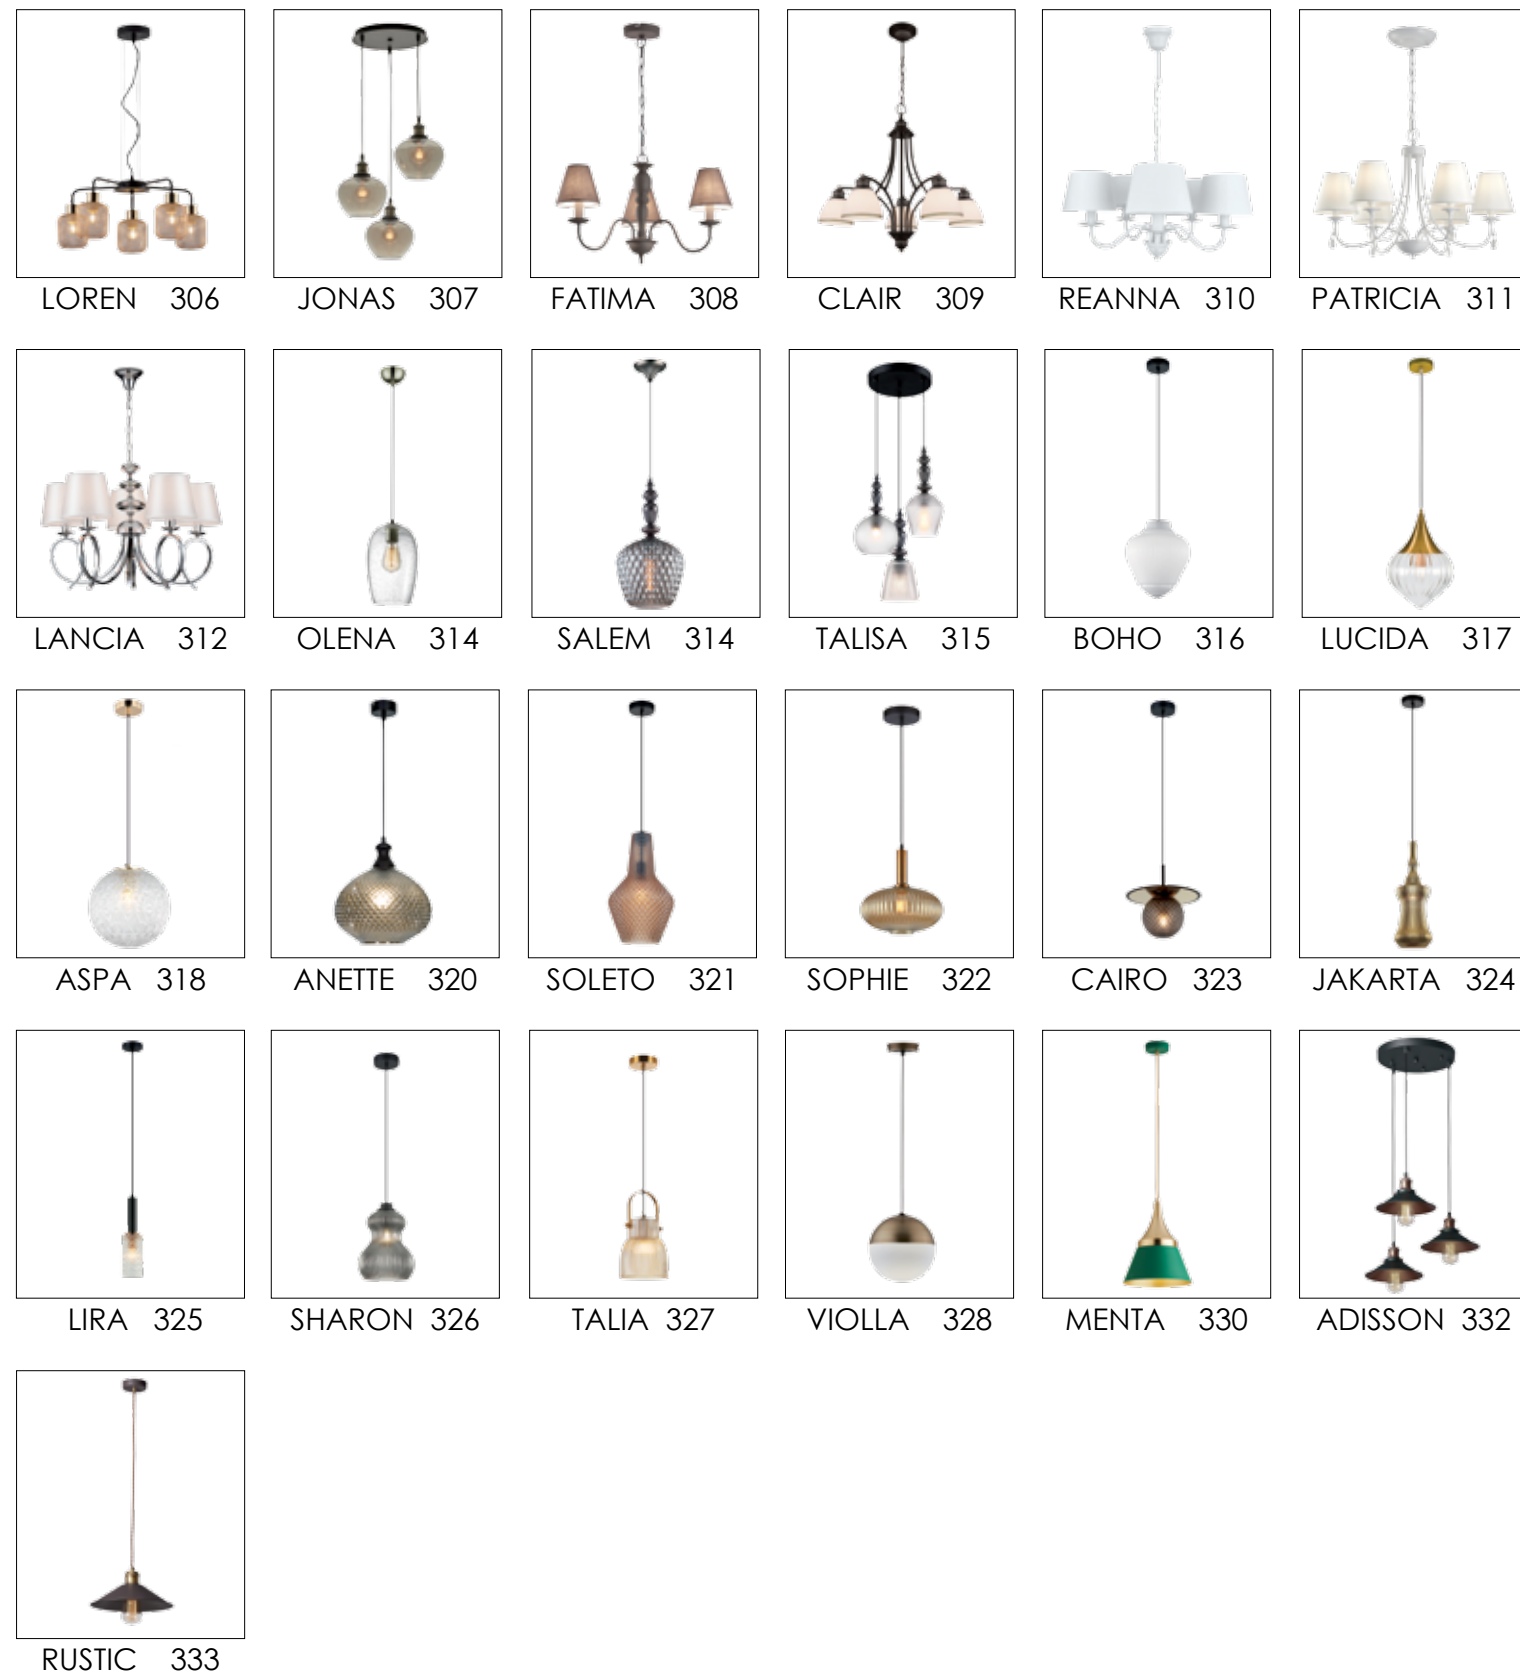 LOREN 306 JONAS 307 FATIMA 308 CLAIR 309 REANNA 310 PATRICIA 311
LANCIA 312 OLENA 314 SALEM 314 TALISA 315 BOHO 316 LUCIDA 317
ASPA 318 ANETTE 320 SOLETO 321 SOPHIE 322 CAIRO 323 JAKARTA 324
LIRA 325 SHARON 326 TALIA 327 VIOLLA 328 MENTA 330 ADISSON 332
RUSTIC 333